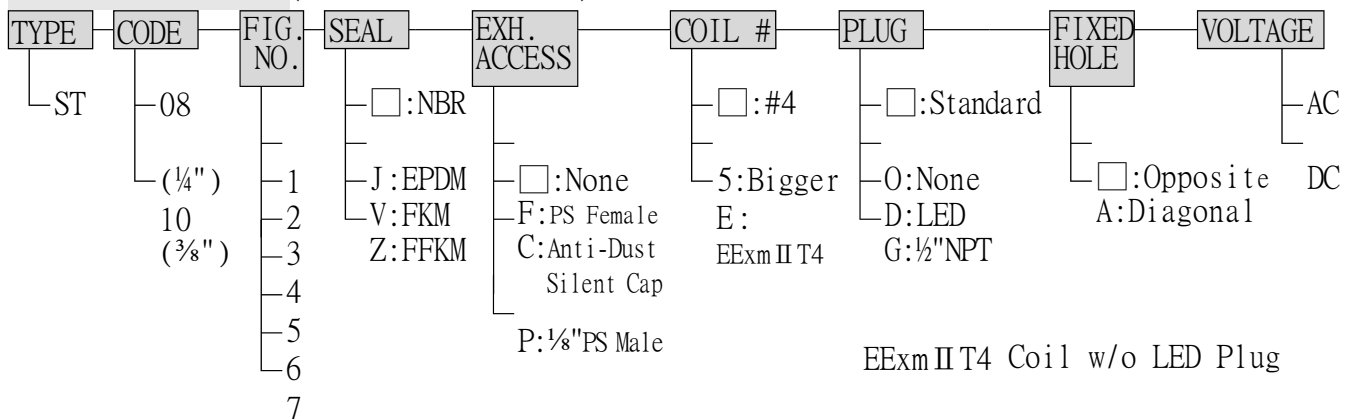 TYPE CODE FIG. NO. SEAL EXH. ACCESS COIL # PLUG FIXED HOLE VOLTAGE
ST
08
(¼")
10
(⅜")
1
2
3
4
5
6
7
□:NBR
J:EPDM
V:FKM
Z:FFKM
□:None
F:PS Female
C:Anti-Dust
Silent Cap
P:⅛"PS Male
□:#4
5:Bigger
E:
EExmⅡT4
□:Standard
O:None
D:LED
G:½"NPT
□:Opposite
A:Diagonal
AC
DC
EExmⅡT4 Coil w/o LED Plug